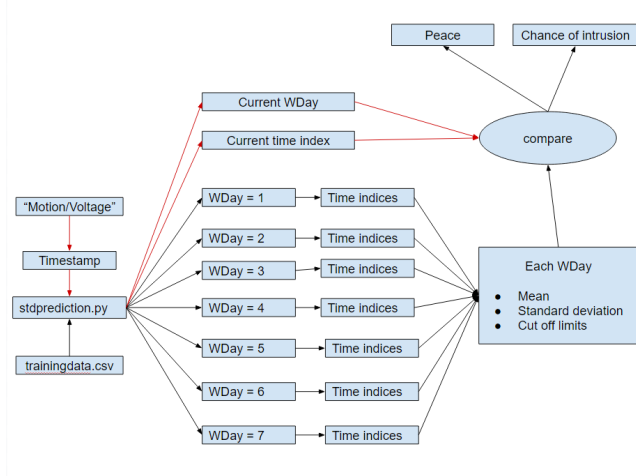 Peace
Chance of intrusion
Current WDay
Current time index
compare
"Motion/Voltage"
Timestamp
stdprediction.py
trainingdata.csv
WDay = 1
Time indices
WDay = 2
Time indices
WDay = 3
Time indices
WDay = 4
Time indices
WDay = 5
Time indices
WDay = 6
Time indices
WDay = 7
Time indices
Each WDay
● Mean
● Standard deviation
● Cut off limits